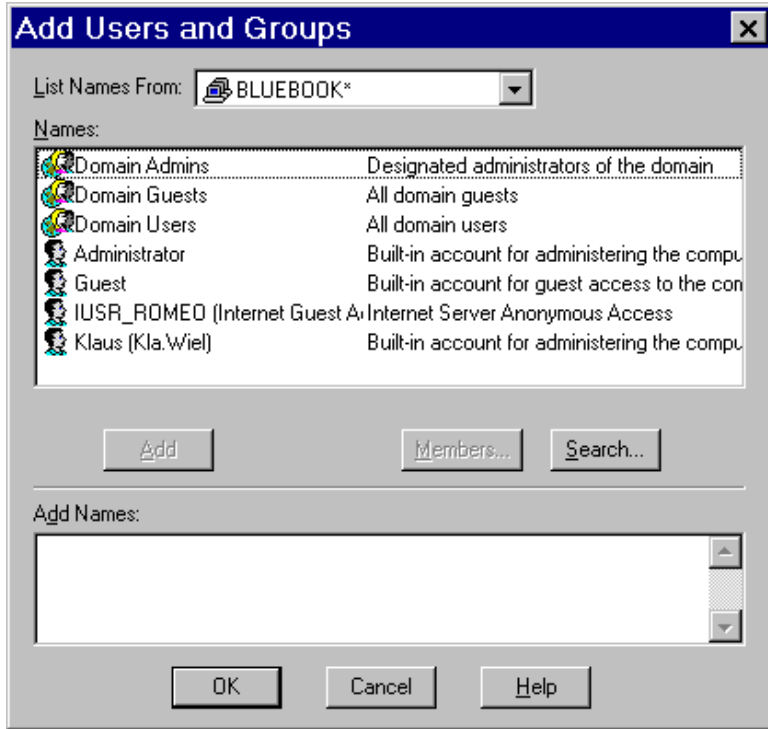 Add Users and Groups
List Names From: BLUEBOOK*
Names:
Domain Admins Designated administrators of the domain
Domain Guests All domain guests
Domain Users All domain users
Administrator Built-in account for administering the compu
Guest Built-in account for guest access to the con
IUSR_ROMEO (Internet Guest A Internet Server Anonymous Access
Klaus (Kla.Wiel) Built-in account for administering the compu
Add Members... Search...
Add Names:
OK Cancel Help